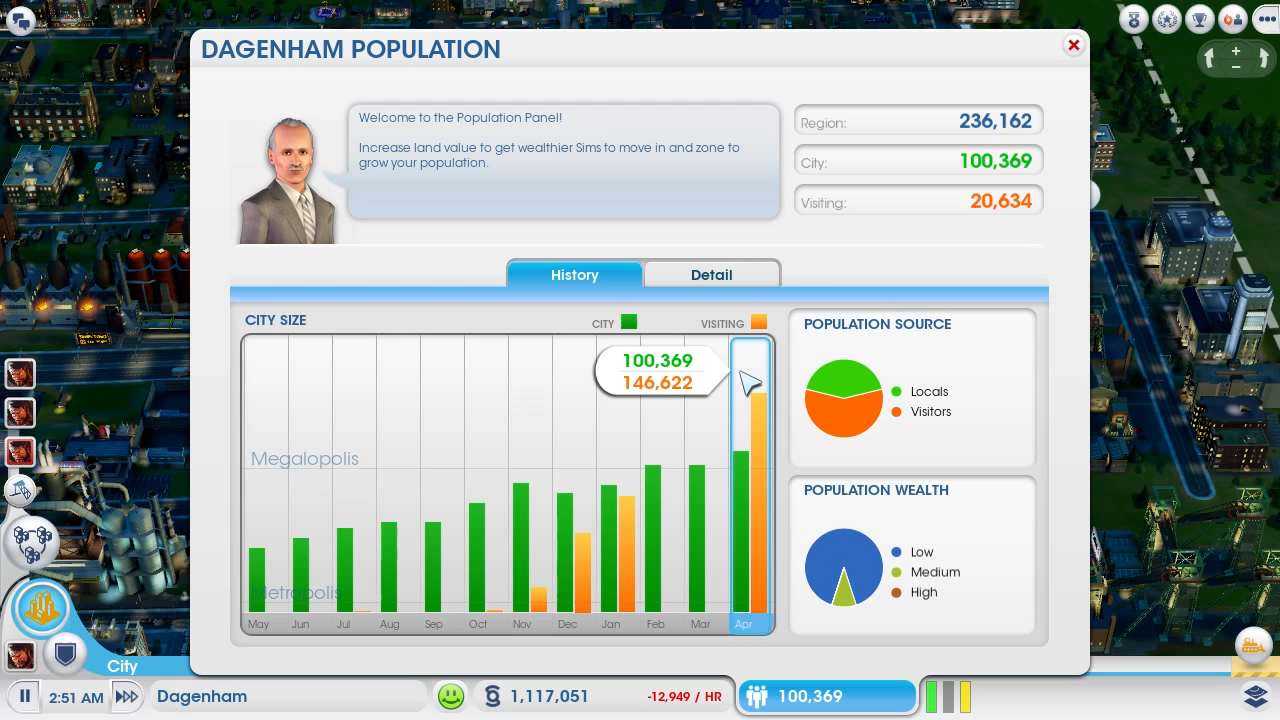 DAGENHAM POPULATION
Welcome to the Population Panel!
Increase land value to get wealthier Sims to move in and zone to
grow your population.
Region: 236,162
City: 100,369
Visiting: 20,634
History Detail
CITY SIZE
CITY VISITING
100,369
146,622
Megalopolis
Metropolis
May Jun Jul Aug Sep Oct Nov Dec Jan Feb Mar Apr
POPULATION SOURCE
Locals
Visitors
POPULATION WEALTH
Low
Medium
High
City
2:51 AM Dagenham 1,117,051 -12,949 / HR 100,369